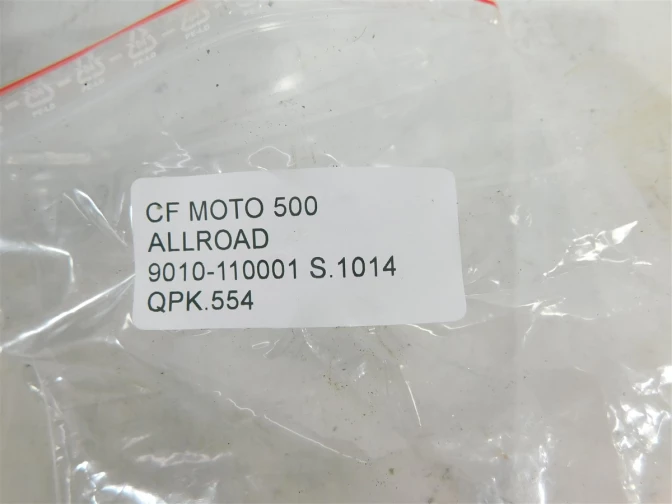 CF MOTO 500
ALLROAD
9010-110001 S.1014
QPK.554